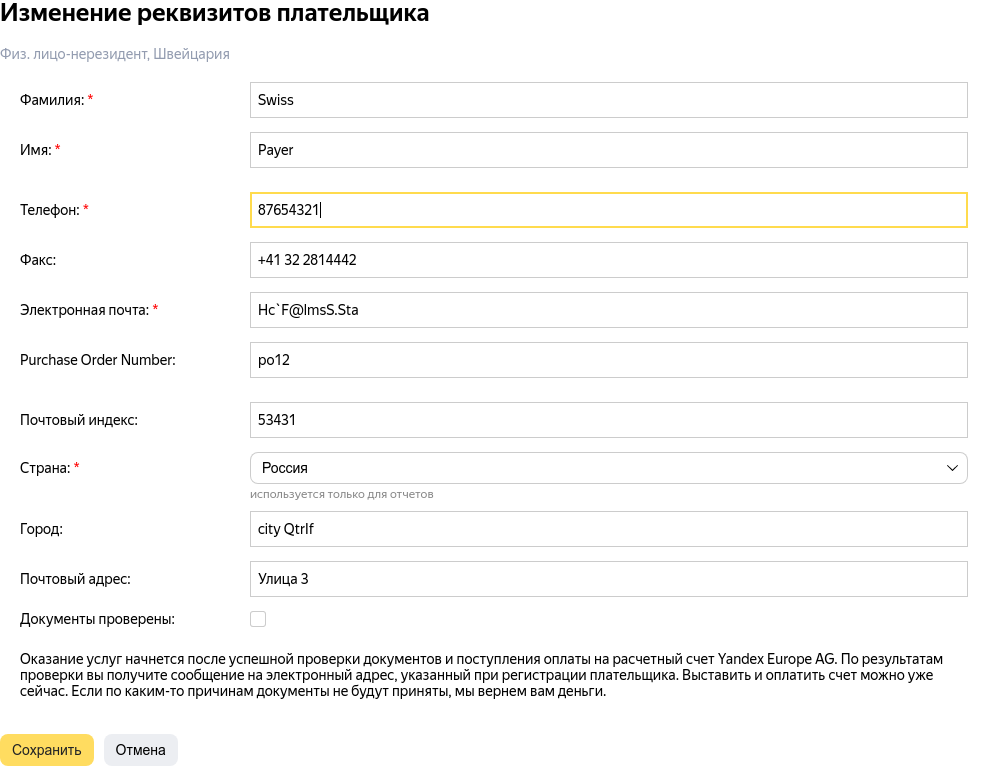 Изменение реквизитов плательщика
Физ. лицо-нерезидент, Швейцария
Фамилия: * Swiss
Имя: * Payer
Телефон: * 87654321
Факс: +41 32 2814442
Электронная почта: * Hc`F@lmsS.Sta
Purchase Order Number: po12
Почтовый индекс: 53431
Страна: * Россия
используется только для отчетов
Город: city Qtrlf
Почтовый адрес: Улица 3
Документы проверены:
Оказание услуг начнется после успешной проверки документов и поступления оплаты на расчетный счет Yandex Europe AG. По результатам
проверки вы получите сообщение на электронный адрес, указанный при регистрации плательщика. Выставить и оплатить счет можно уже
сейчас. Если по каким-то причинам документы не будут приняты, мы вернем вам деньги.
Сохранить Отмена